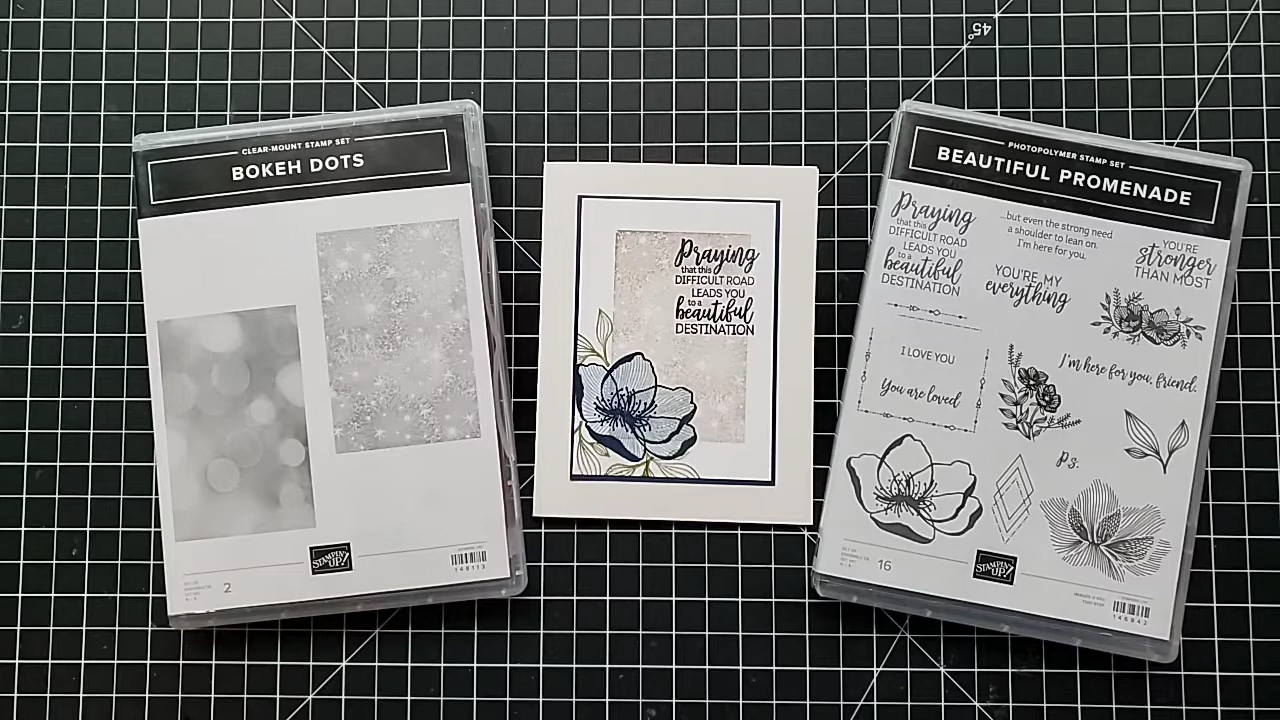 45°
CLEAR-MOUNT STAMP SET
BOKEH DOTS
2
STAMPIN' UP!
148113
Praying
that this
DIFFICULT ROAD
LEADS YOU
to a
beautiful
DESTINATION
PHOTOPOLYMER STAMP SET
BEAUTIFUL PROMENADE
Praying
that this
DIFFICULT ROAD
LEADS YOU
to a
beautiful
DESTINATION
...but even the strong need
a shoulder to lean on.
I'm here for you.
YOU'RE
stronger
THAN MOST
YOU'RE MY
everything
I LOVE YOU
You are loved.
I'm here for you, friend.
P.S.
16
STAMPIN' UP!
146842